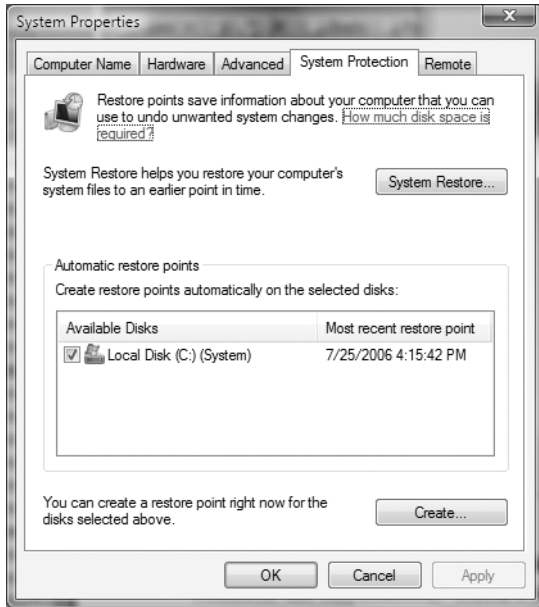 System Properties
Computer Name Hardware Advanced System Protection Remote
Restore points save information about your computer that you can
use to undo unwanted system changes. How much disk space is
required?
System Restore helps you restore your computer's
system files to an earlier point in time.
System Restore...
Automatic restore points
Create restore points automatically on the selected disks:
Available Disks Most recent restore point
Local Disk (C:) (System) 7/25/2006 4:15:42 PM
You can create a restore point right now for the
disks selected above.
Create...
OK Cancel Apply